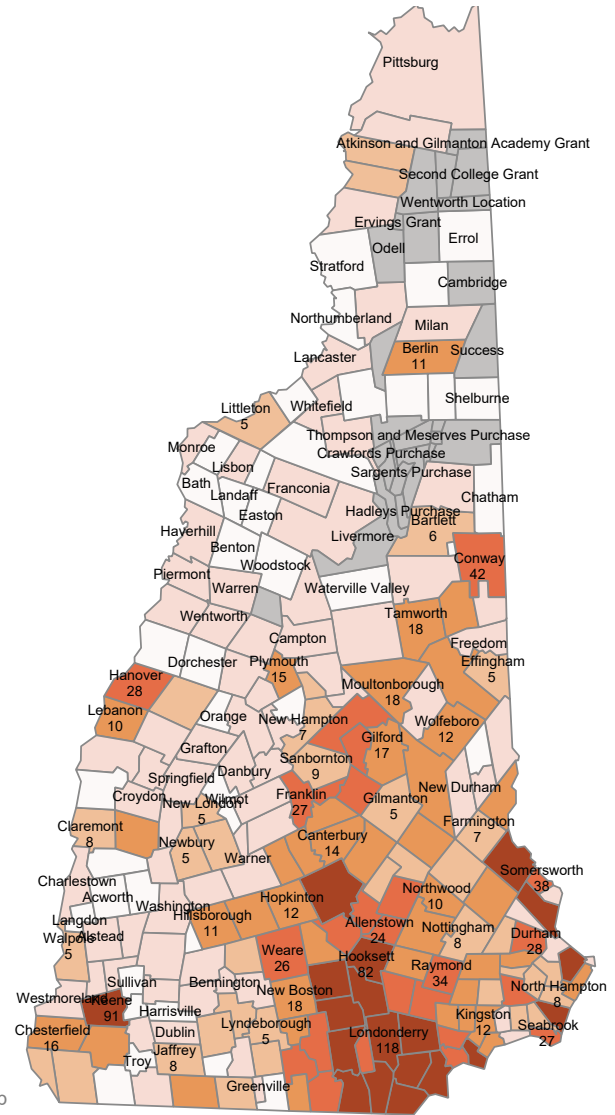 Pittsburg
Atkinson and Gilmanton Academy Grant
Second College Grant
Wentworth Location
Ervings Grant
Errol
Odell
Stratford
Cambridge
Northumberland
Milan
Berlin
11
Success
Lancaster
Shelburne
Whitefield
Littleton
5
Thompson and Meserves Purchase
Monroe
Crawfords Purchase
Lisbon
Sargents Purchase
Bath
Franconia
Landaff
Chatham
Easton
Hadleys Purchase
Bartlett
6
Haverhill
Livermore
Benton
Conway
42
Woodstock
Piermont
Warren
Waterville Valley
Wentworth
Tamworth
18
Campton
Freedom
Dorchester
Plymouth
15
Effingham
5
Hanover
28
Moultonborough
18
Lebanon
10
Orange
New Hampton
7
Wolfeboro
12
Gilford
17
Grafton
Sanbornton
9
Danbury
Springfield
New Durham
Croydon
Wilmot
Franklin
27
New London
5
Gilmanton
5
Farmington
7
Claremont
8
Canterbury
14
Newbury
5
Warner
Somersworth
38
Charlestown
Northwood
10
Acworth
Hopkinton
12
Washington
Hillsborough
11
Langdon
Allenstown
24
Nottingham
8
Durham
28
Walpole
5
Alstead
Weare
26
Hooksett
82
Raymond
34
Sullivan
Bennington
North Hampton
8
Westmoreland
Keene
91
New Boston
18
Harrisville
Kingston
12
Chesterfield
16
Dublin
Lyndeborough
5
Londonderry
118
Seabrook
27
Jaffrey
8
Troy
Greenville